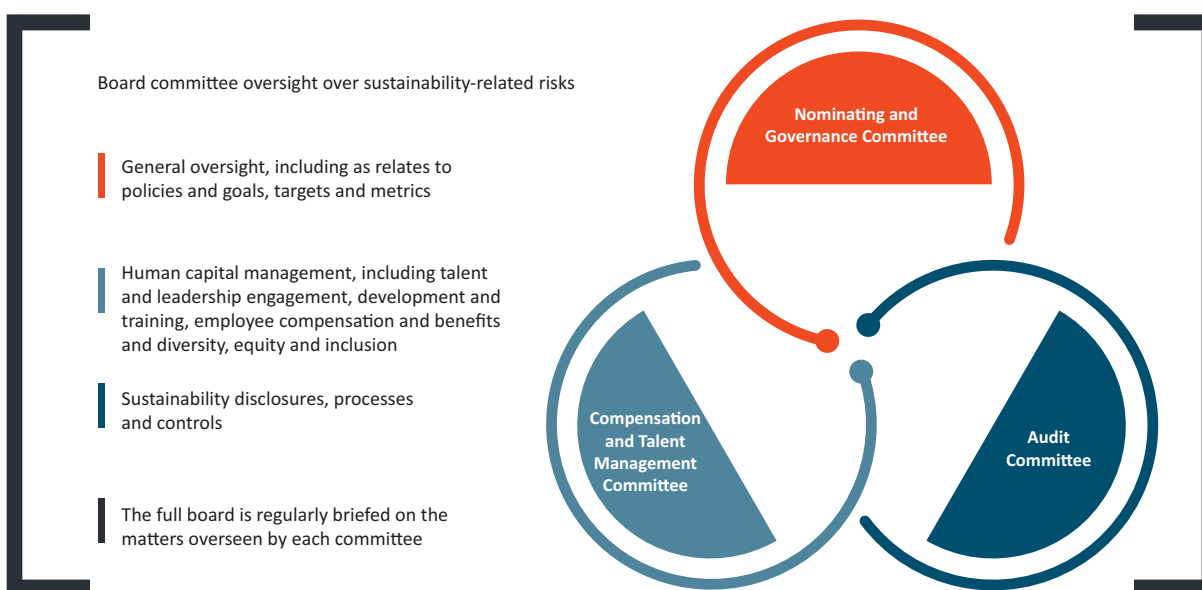 Board committee oversight over sustainability-related risks
General oversight, including as relates to
policies and goals, targets and metrics
Human capital management, including talent
and leadership engagement, development and
training, employee compensation and benefits
and diversity, equity and inclusion
Sustainability disclosures, processes
and controls
The full board is regularly briefed on the
matters overseen by each committee
Nominating and
Governance Committee
Compensation
and Talent
Management
Committee
Audit
Committee